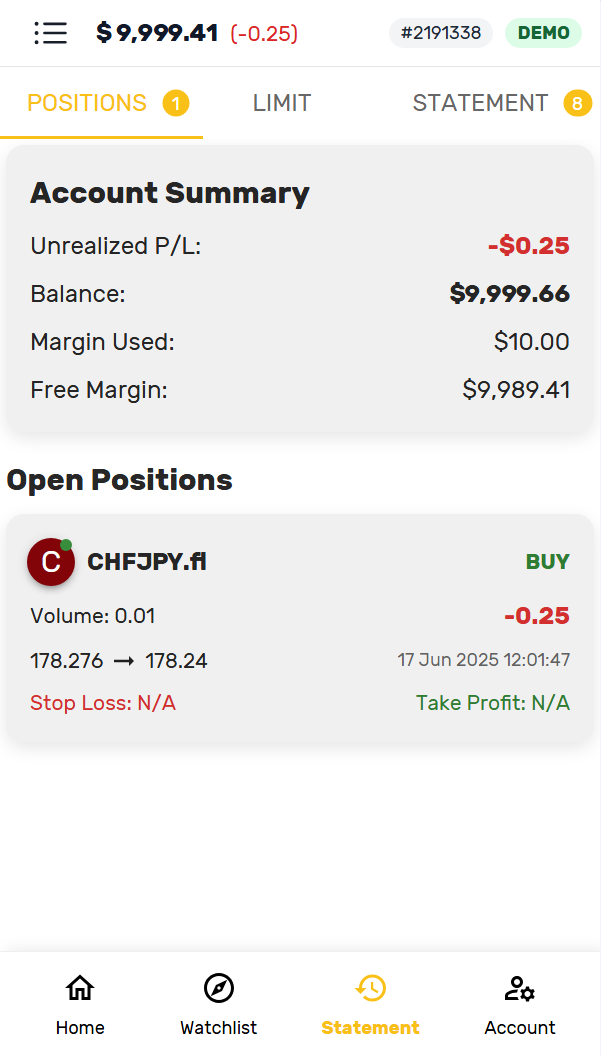 $ 9,999.41 (-0.25) #2191338 DEMO
POSITIONS 1 LIMIT STATEMENT 8
Account Summary
Unrealized P/L: -$0.25
Balance: $9,999.66
Margin Used: $10.00
Free Margin: $9,989.41
Open Positions
C CHFJPY.fl BUY
Volume: 0.01 -0.25
178.276 → 178.24 17 Jun 2025 12:01:47
Stop Loss: N/A Take Profit: N/A
Home Watchlist Statement Account